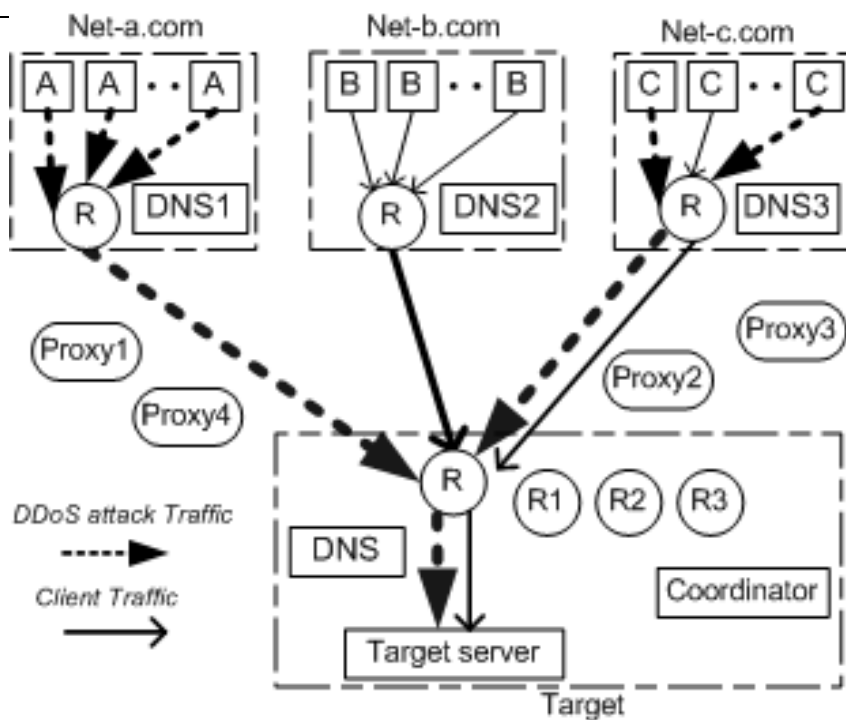 Net-a.com
Net-b.com
Net-c.com
A A · · A
B B · · B
C C · · C
R DNS1
R DNS2
R DNS3
Proxy1
Proxy4
Proxy2
Proxy3
R
R1 R2 R3
DNS
Coordinator
Target server
Target
DDoS attack Traffic
Client Traffic